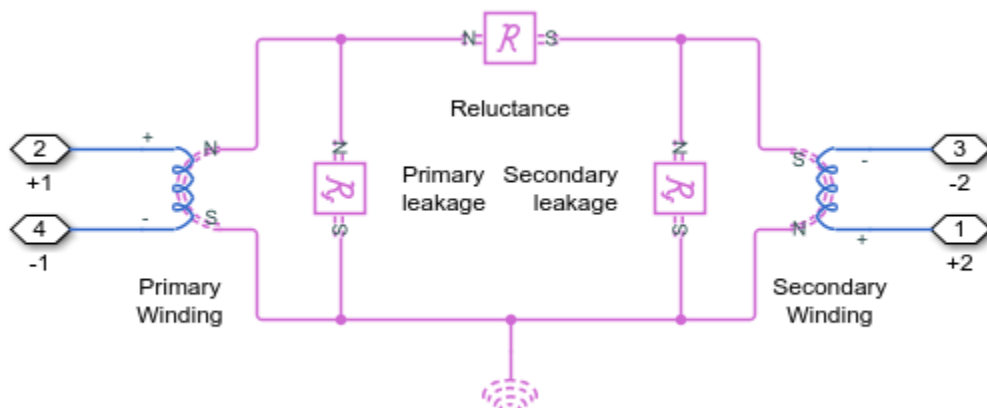 N R S
Reluctance
2
+1
+
N
N
R
S
Primary
leakage
Secondary
leakage
N
R
S
S
-
3
-2
4
-1
-
S
N
+
1
+2
Primary
Winding
Secondary
Winding